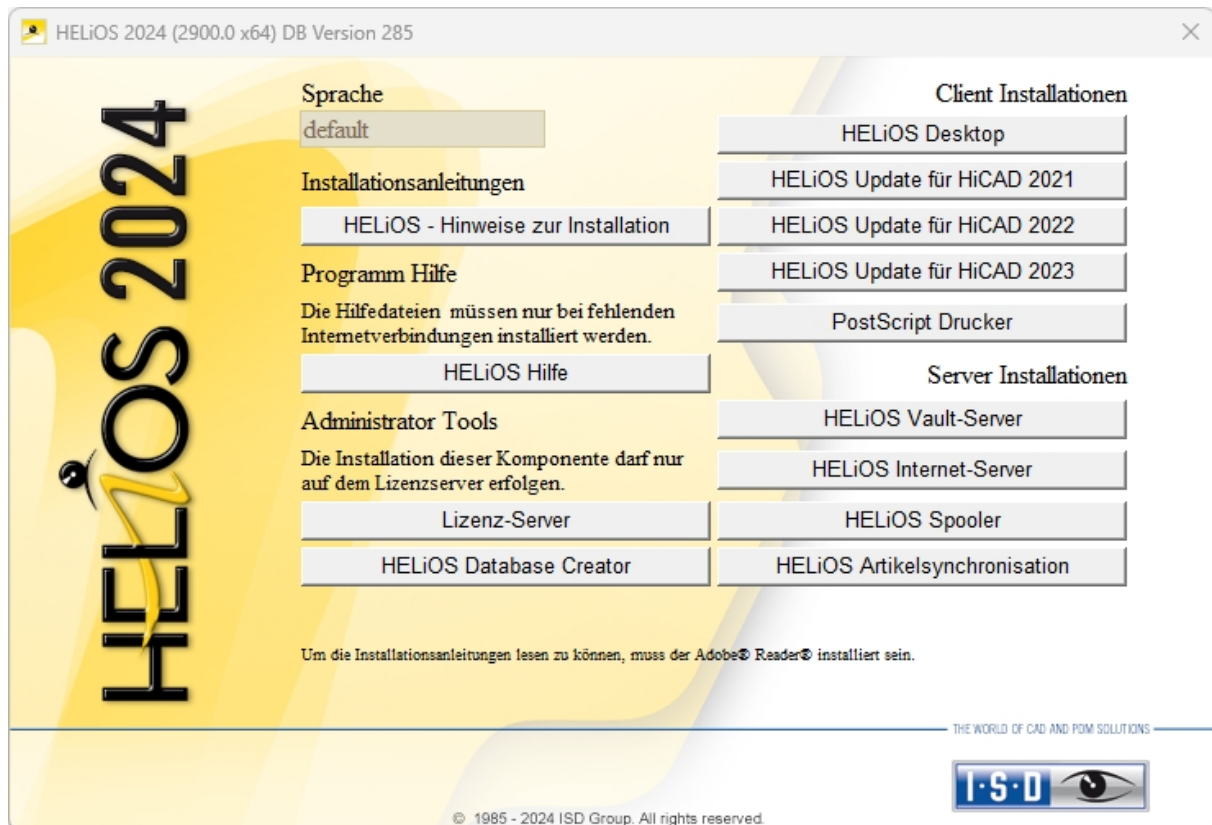 HELiOS 2024 (2900.0 x64) DB Version 285
HELiOS 2024
Sprache
default
Installationsanleitungen
HELiOS - Hinweise zur Installation
Programm Hilfe
Die Hilfedateien müssen nur bei fehlenden
Internetverbindungen installiert werden.
HELiOS Hilfe
Administrator Tools
Die Installation dieser Komponente darf nur
auf dem Lizenzserver erfolgen.
Lizenz-Server
HELiOS Database Creator
Client Installationen
HELiOS Desktop
HELiOS Update für HiCAD 2021
HELiOS Update für HiCAD 2022
HELiOS Update für HiCAD 2023
PostScript Drucker
Server Installationen
HELiOS Vault-Server
HELiOS Internet-Server
HELiOS Spooler
HELiOS Artikelsynchronisation
Um die Installationsanleitungen lesen zu können, muss der Adobe® Reader® installiert sein.
THE WORLD OF CAD AND PDM SOLUTIONS
I·S·D
© 1985 - 2024 ISD Group. All rights reserved.